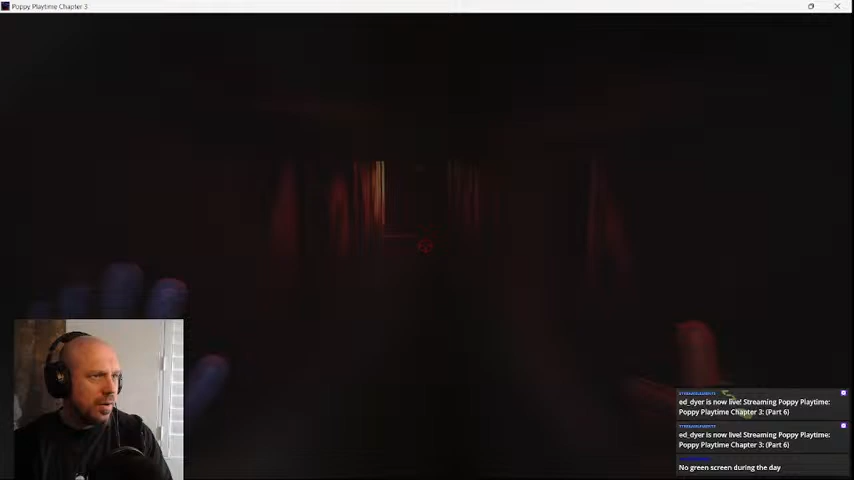 Poppy Playtime Chapter 3
ed_dyer is now live! Streaming Poppy Playtime:
Poppy Playtime Chapter 3: (Part 6)
ed_dyer is now live! Streaming Poppy Playtime:
Poppy Playtime Chapter 3: (Part 6)
No green screen during the day